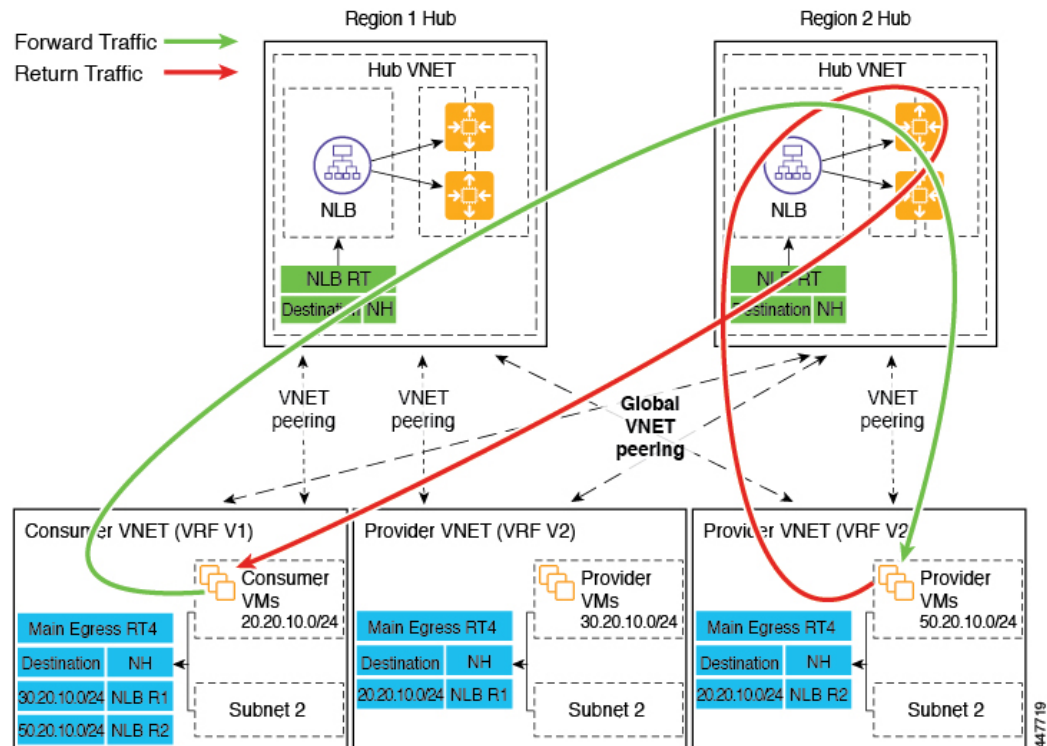 Region 1 Hub
Region 2 Hub
Forward Traffic
Return Traffic
Hub VNET
Hub VNET
NLB
NLB
NLB RT
Destination NH
NLB RT
Destination NH
VNET
peering
VNET
peering
Global
VNET
peering
VNET
peering
Consumer VNET (VRF V1)
Consumer
VMs
20.20.10.0/24
Main Egress RT4
Destination NH
30.20.10.0/24 NLB R1
50.20.10.0/24 NLB R2
Subnet 2
Provider VNET (VRF V2)
Provider
VMs
30.20.10.0/24
Main Egress RT4
Destination NH
20.20.10.0/24 NLB R1
Subnet 2
Provider VNET (VRF V2
Provider
VMs
50.20.10.0/24
Main Egress RT4
Destination NH
20.20.10.0/24 NLB R2
Subnet 2
447719